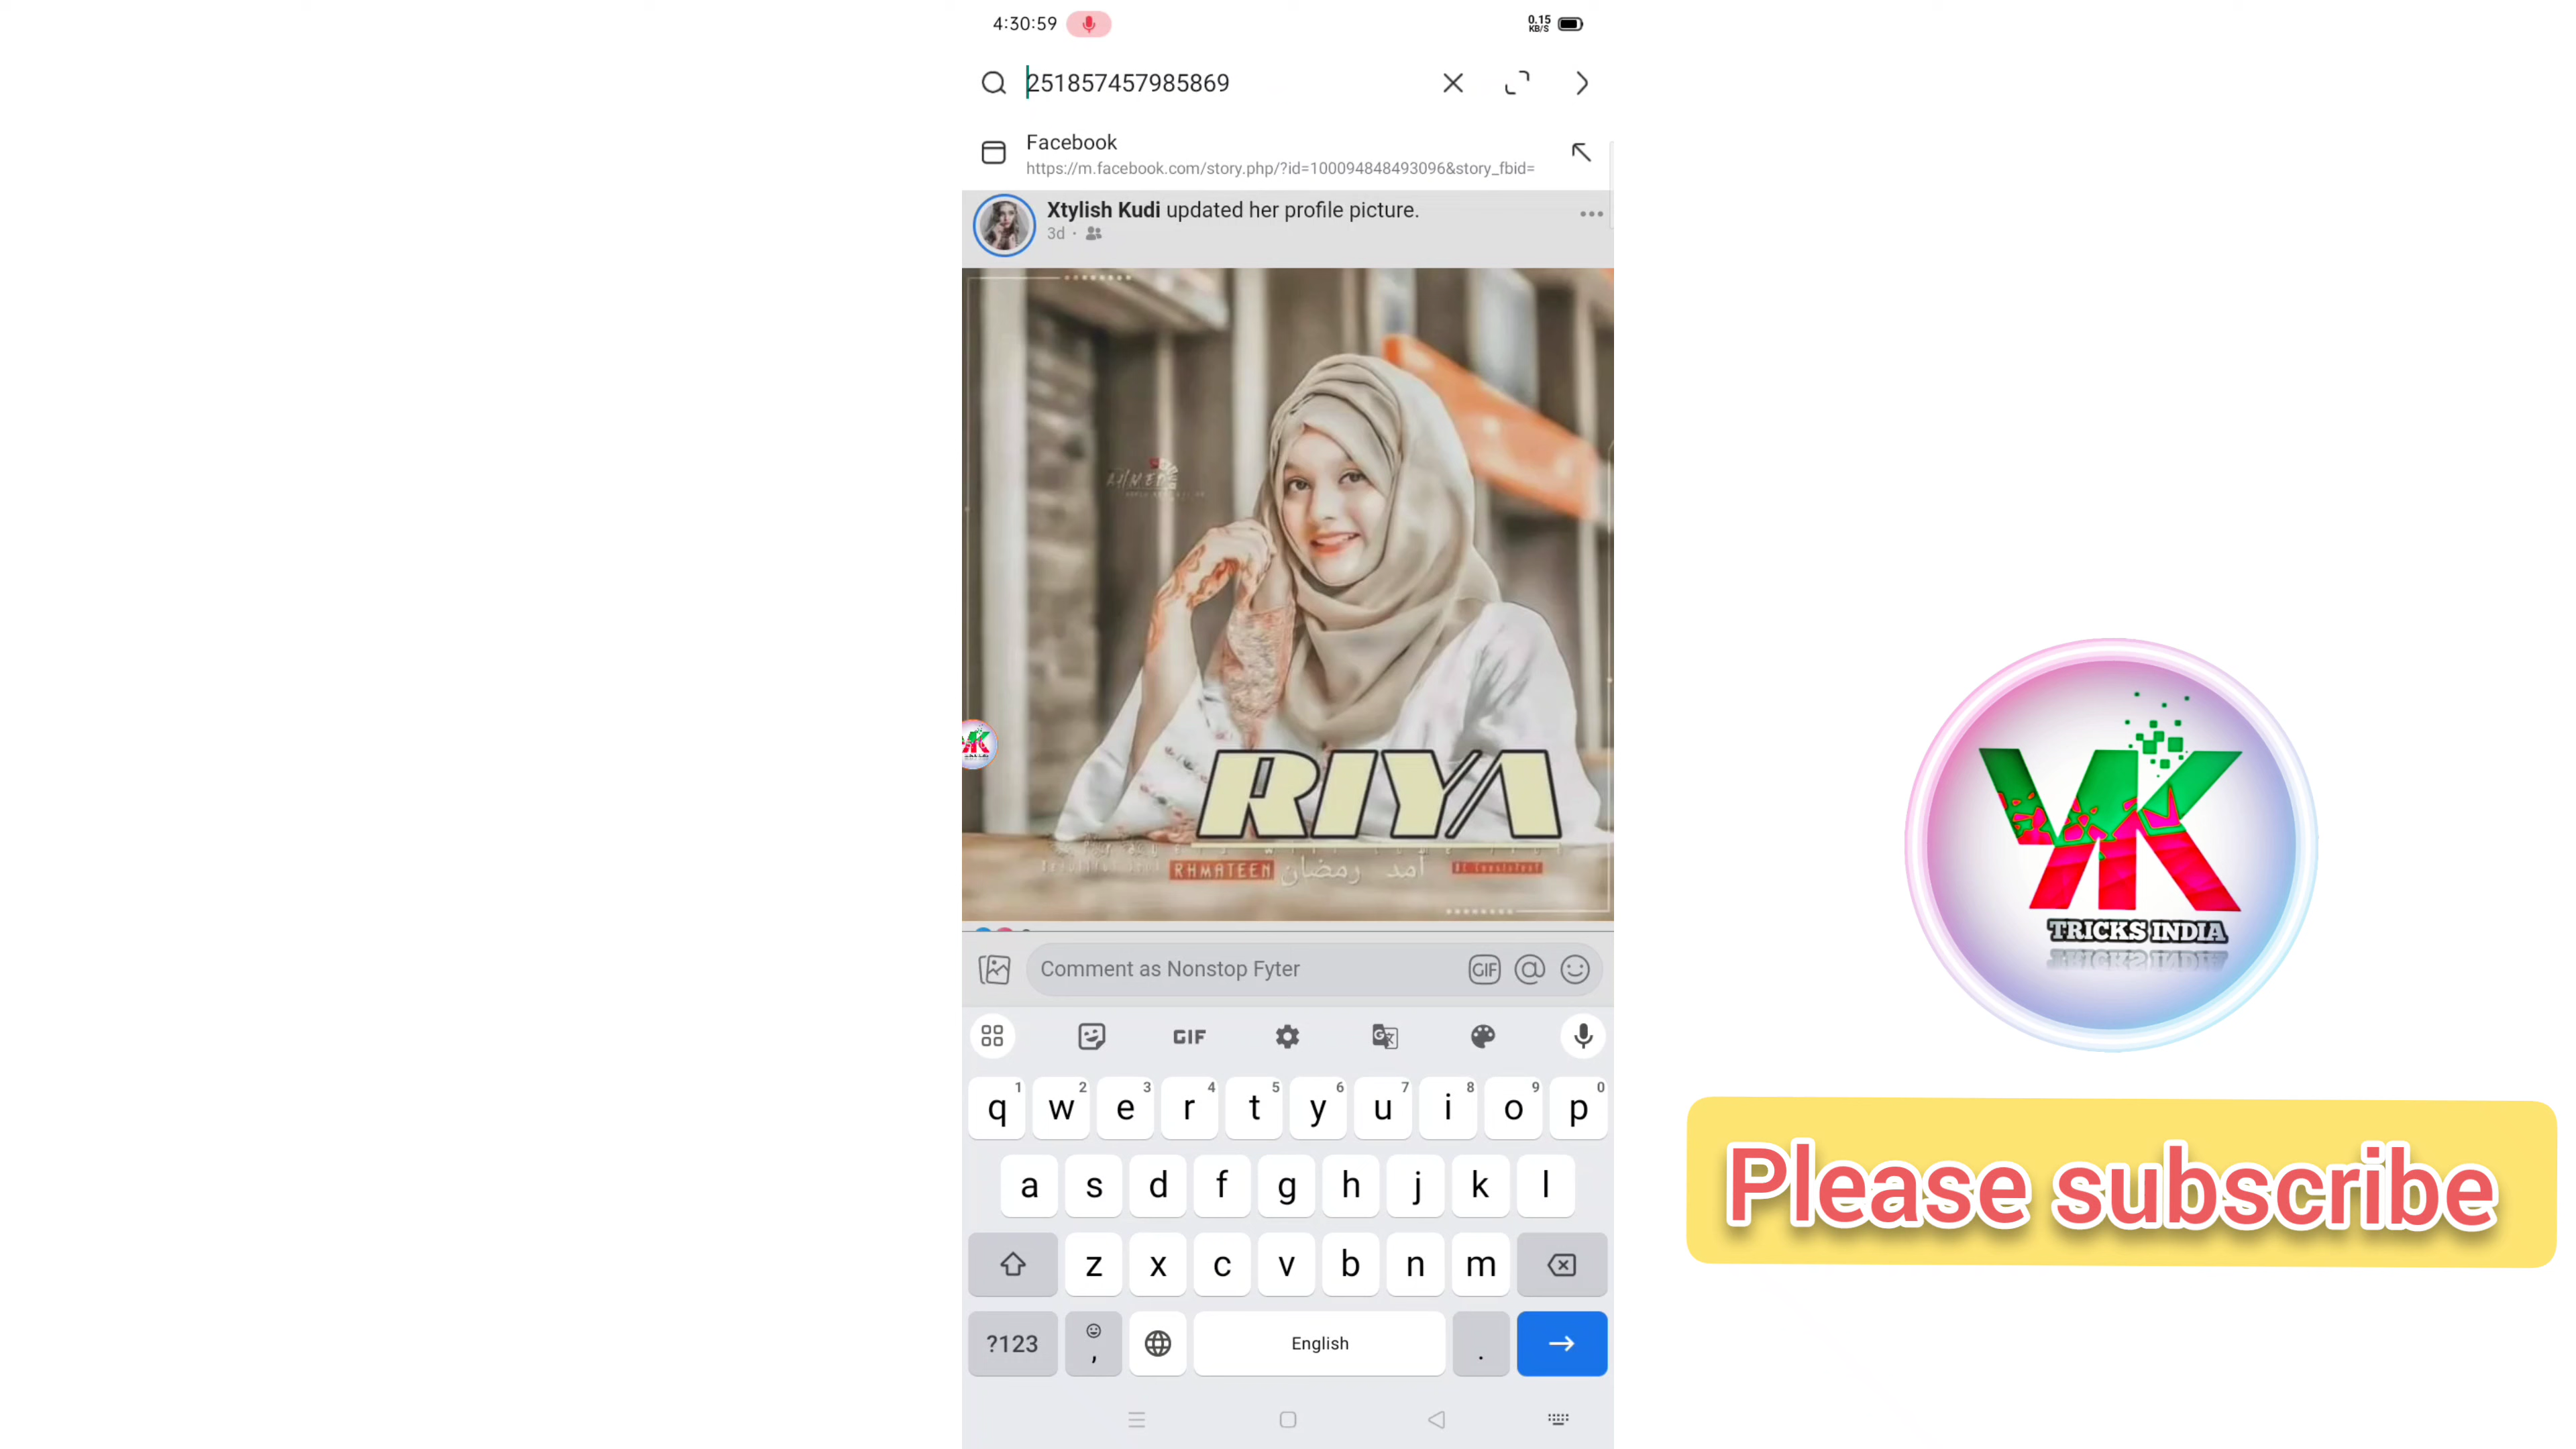 4:30:59
0.15
KB/S
251857457985869
Facebook
https://m.facebook.com/story.php/?id=100094848493096&story_fbid=
Xtylish Kudi updated her profile picture.
3d
AHMED
RIYA
RHMATEEN
رمضان
Comment as Nonstop Fyter
GIF
@
GIF
q 1 w 2 e 3 r 4 t 5 y 6 u 7 i 8 o 9 p 0
a s d f g h j k l
z x c v b n m
?123 , English .
VK
TRICKS INDIA
Please subscribe